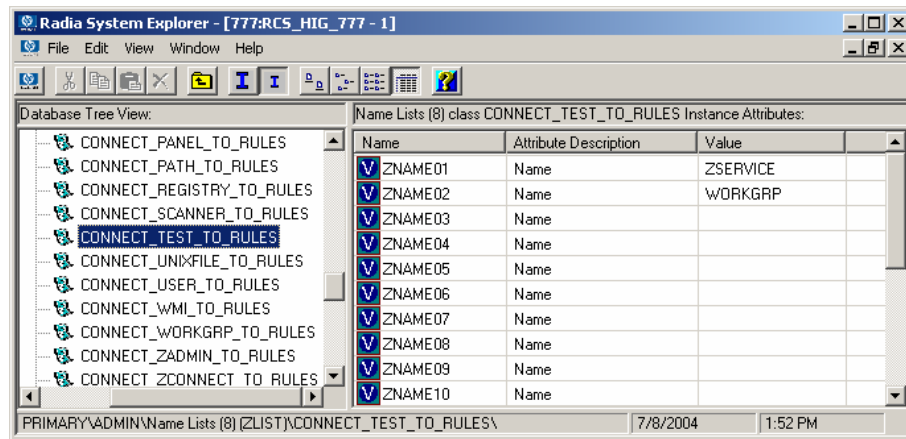 Radia System Explorer - [777:RCS_HIG_777 - 1]
File Edit View Window Help
Database Tree View:
Name Lists (8) class CONNECT_TEST_TO_RULES Instance Attributes:
CONNECT_PANEL_TO_RULES
CONNECT_PATH_TO_RULES
CONNECT_REGISTRY_TO_RULES
CONNECT_SCANNER_TO_RULES
CONNECT_TEST_TO_RULES
CONNECT_UNIXFILE_TO_RULES
CONNECT_USER_TO_RULES
CONNECT_WMI_TO_RULES
CONNECT_WORKGRP_TO_RULES
CONNECT_ZADMIN_TO_RULES
CONNECT_ZCONNECT_TO_RULES
Name Attribute Description Value
V ZNAME01 Name ZSERVICE
V ZNAME02 Name WORKGRP
V ZNAME03 Name
V ZNAME04 Name
V ZNAME05 Name
V ZNAME06 Name
V ZNAME07 Name
V ZNAME08 Name
V ZNAME09 Name
V ZNAME10 Name
PRIMARY\ADMIN\Name Lists (8) (ZLIST)\CONNECT_TEST_TO_RULES\ 7/8/2004 1:52 PM